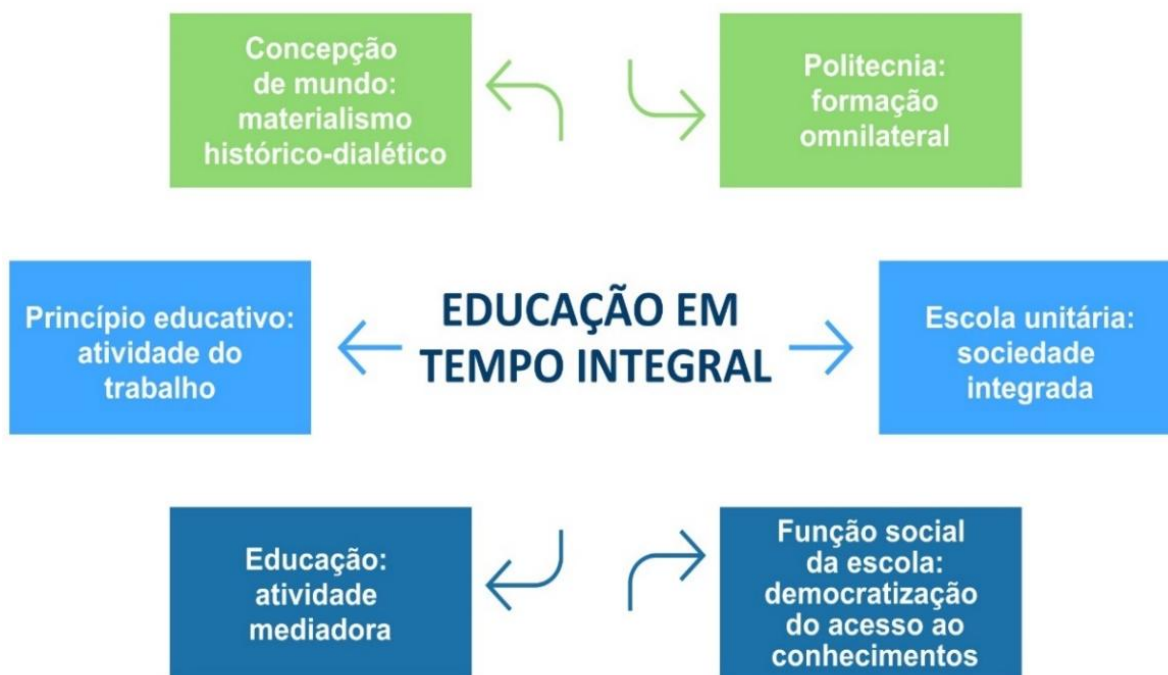 Concepção
de mundo:
materialismo
histórico-dialético
Politecnia:
formação
omnilateral
Princípio educativo:
atividade do
trabalho
EDUCAÇÃO EM
TEMPO INTEGRAL
Escola unitária:
sociedade
integrada
Educação:
atividade
mediadora
Função social
da escola:
democratização
do acesso ao
conhecimentos